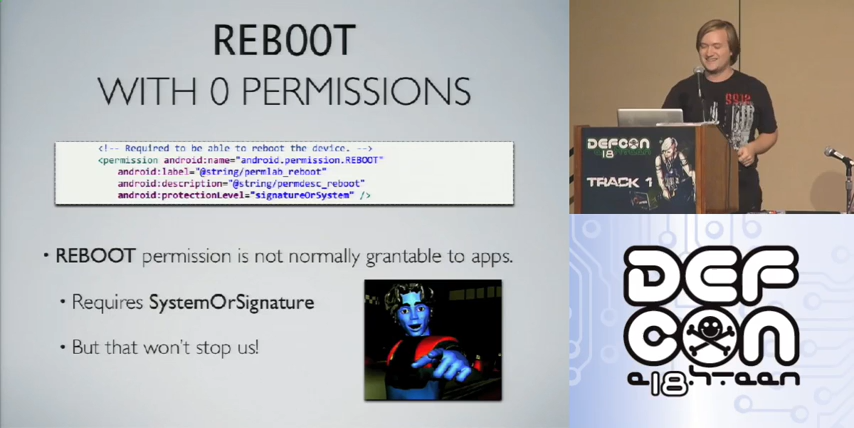 REBOOT
WITH 0 PERMISSIONS
<!-- Required to be able to reboot the device. -->
<permission android:name="android.permission.REBOOT"
android:label="@string/permlab_reboot"
android:description="@string/permdesc_reboot"
android:protectionLevel="signatureOrSystem" />
• REBOOT permission is not normally grantable to apps.
• Requires SystemOrSignature
• But that won't stop us!
DEFCON
18
TRACK 1
DEF
CON
18